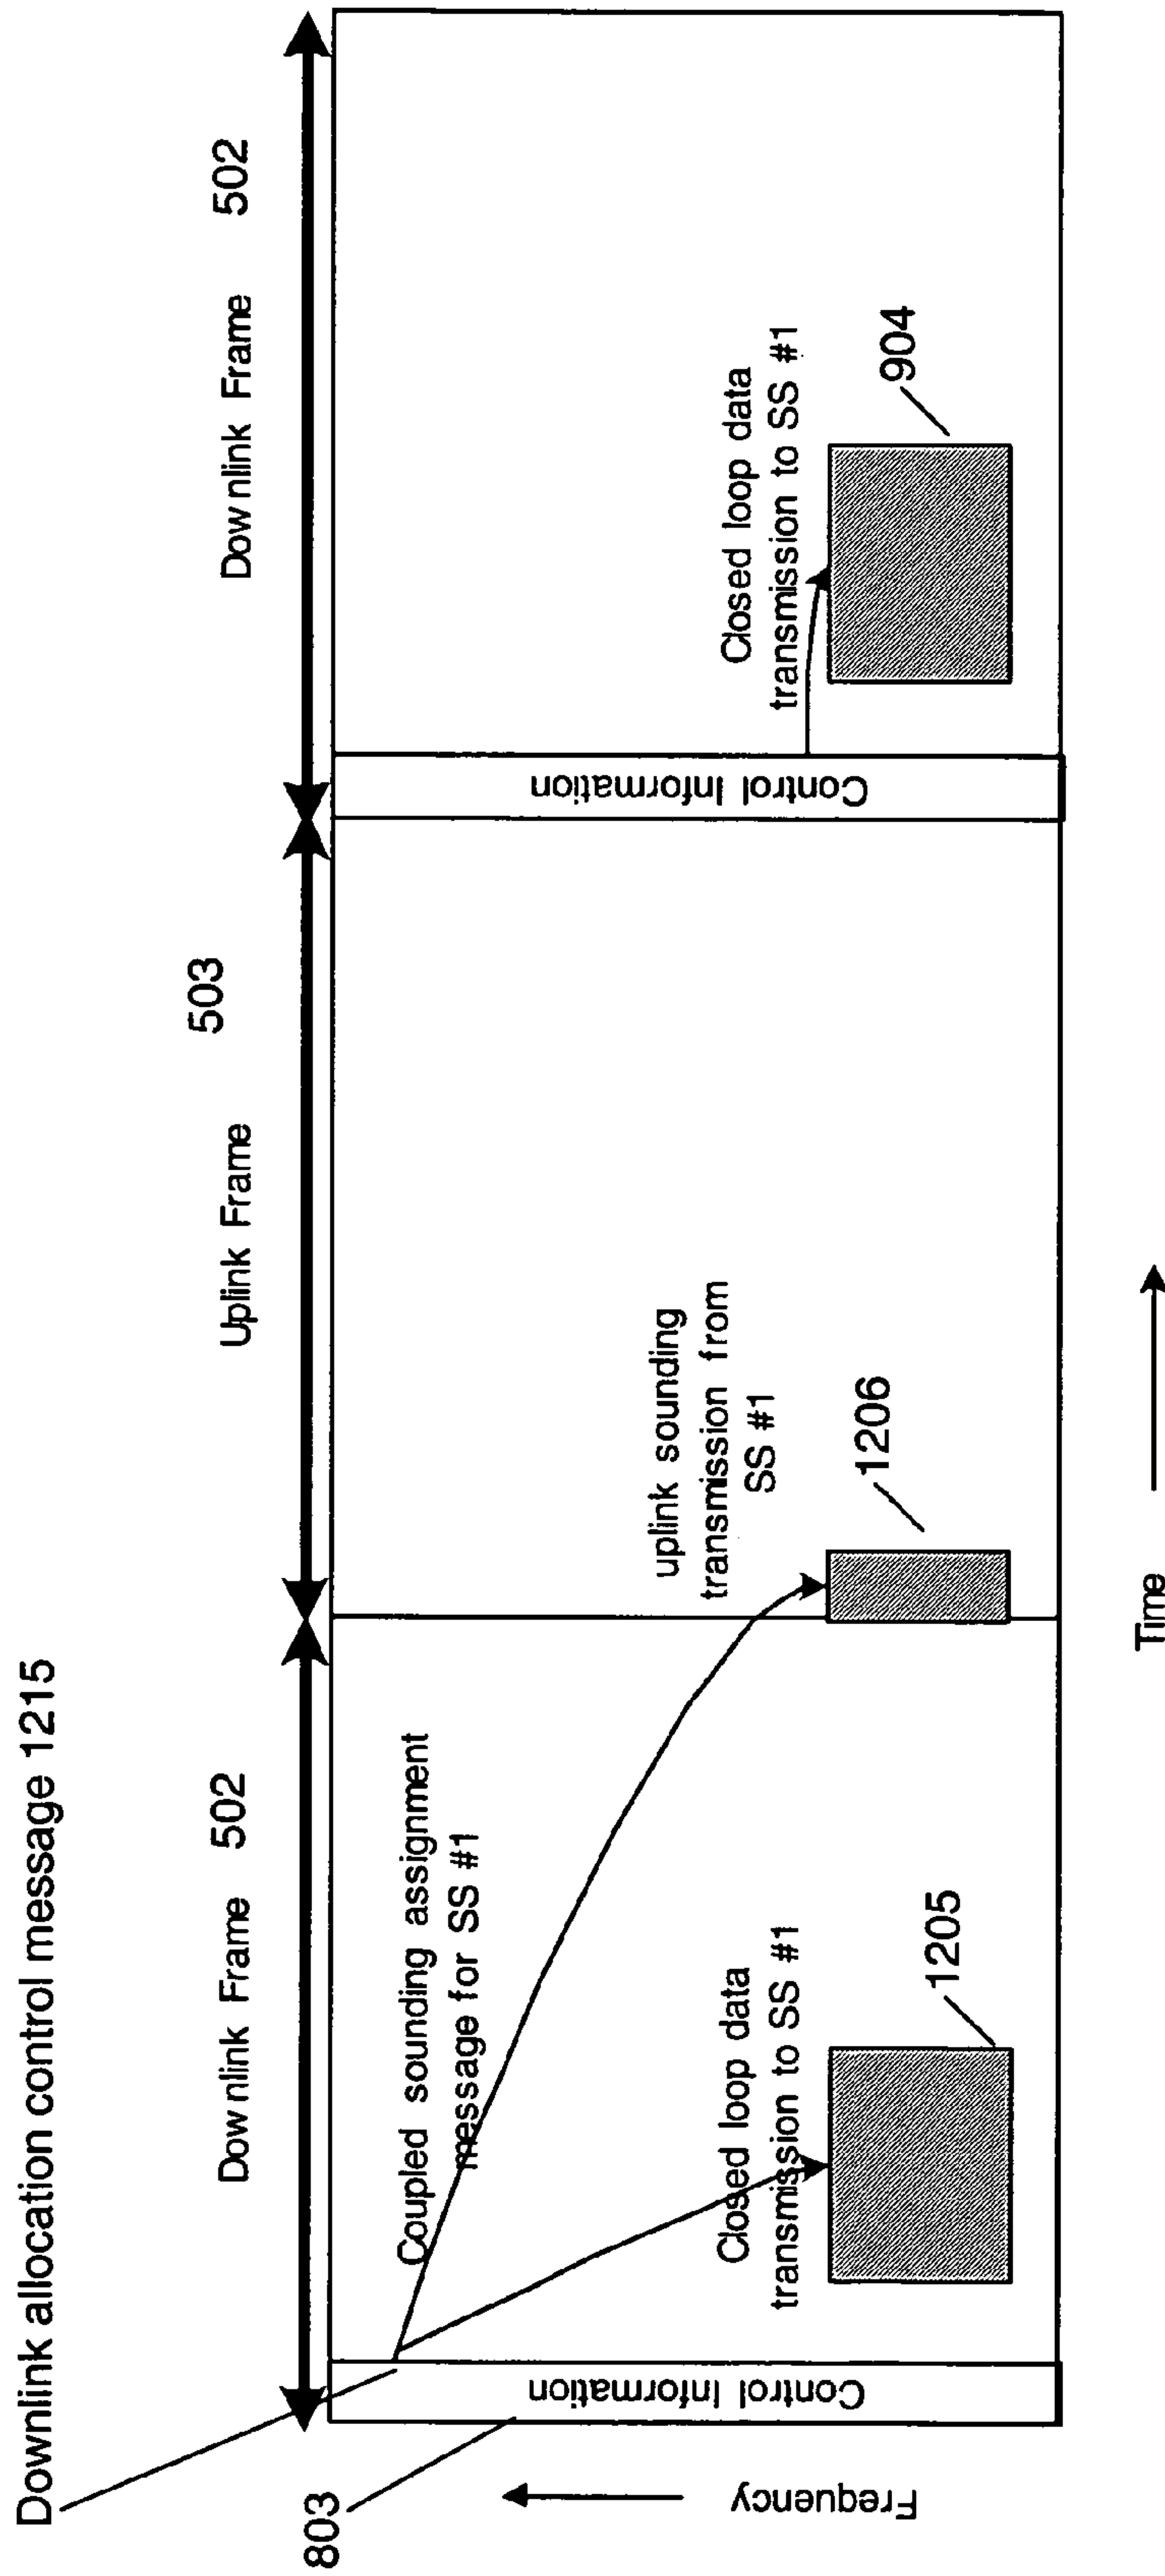 Downlink allocation control message 1215
Downlink Frame 502
Uplink Frame 503
Downlink Frame 502
803
Control Information
Coupled sounding assignment
message for SS #1
Closed loop data
transmission to SS #1
1205
uplink sounding
transmission from
SS #1
1206
Control Information
Closed loop data
transmission to SS #1
904
Frequency
Time